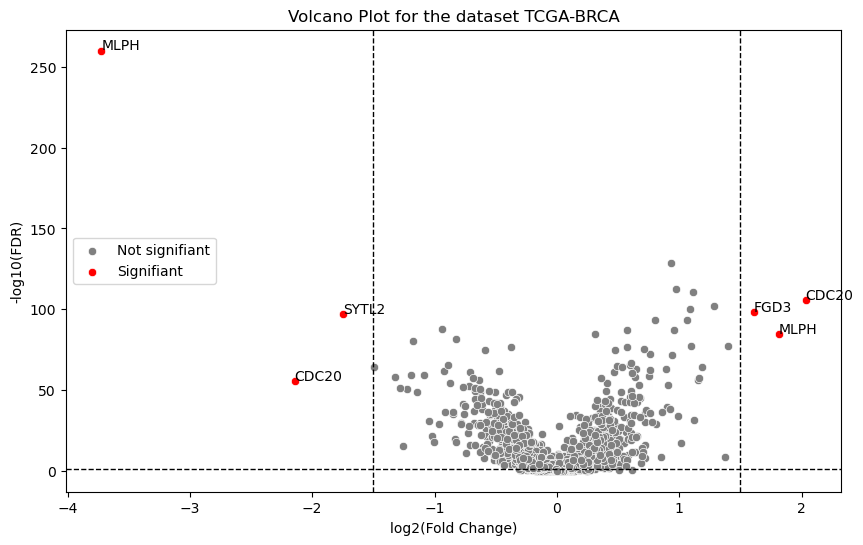 Volcano Plot for the dataset TCGA-BRCA
-log10(FDR)
250
200
150
100
50
0
MLPH
Not signifiant
Signifiant
SYTL2
CDC20
CDC20
FGD3
MLPH
−4
−3
−2
−1
0
1
2
log2(Fold Change)